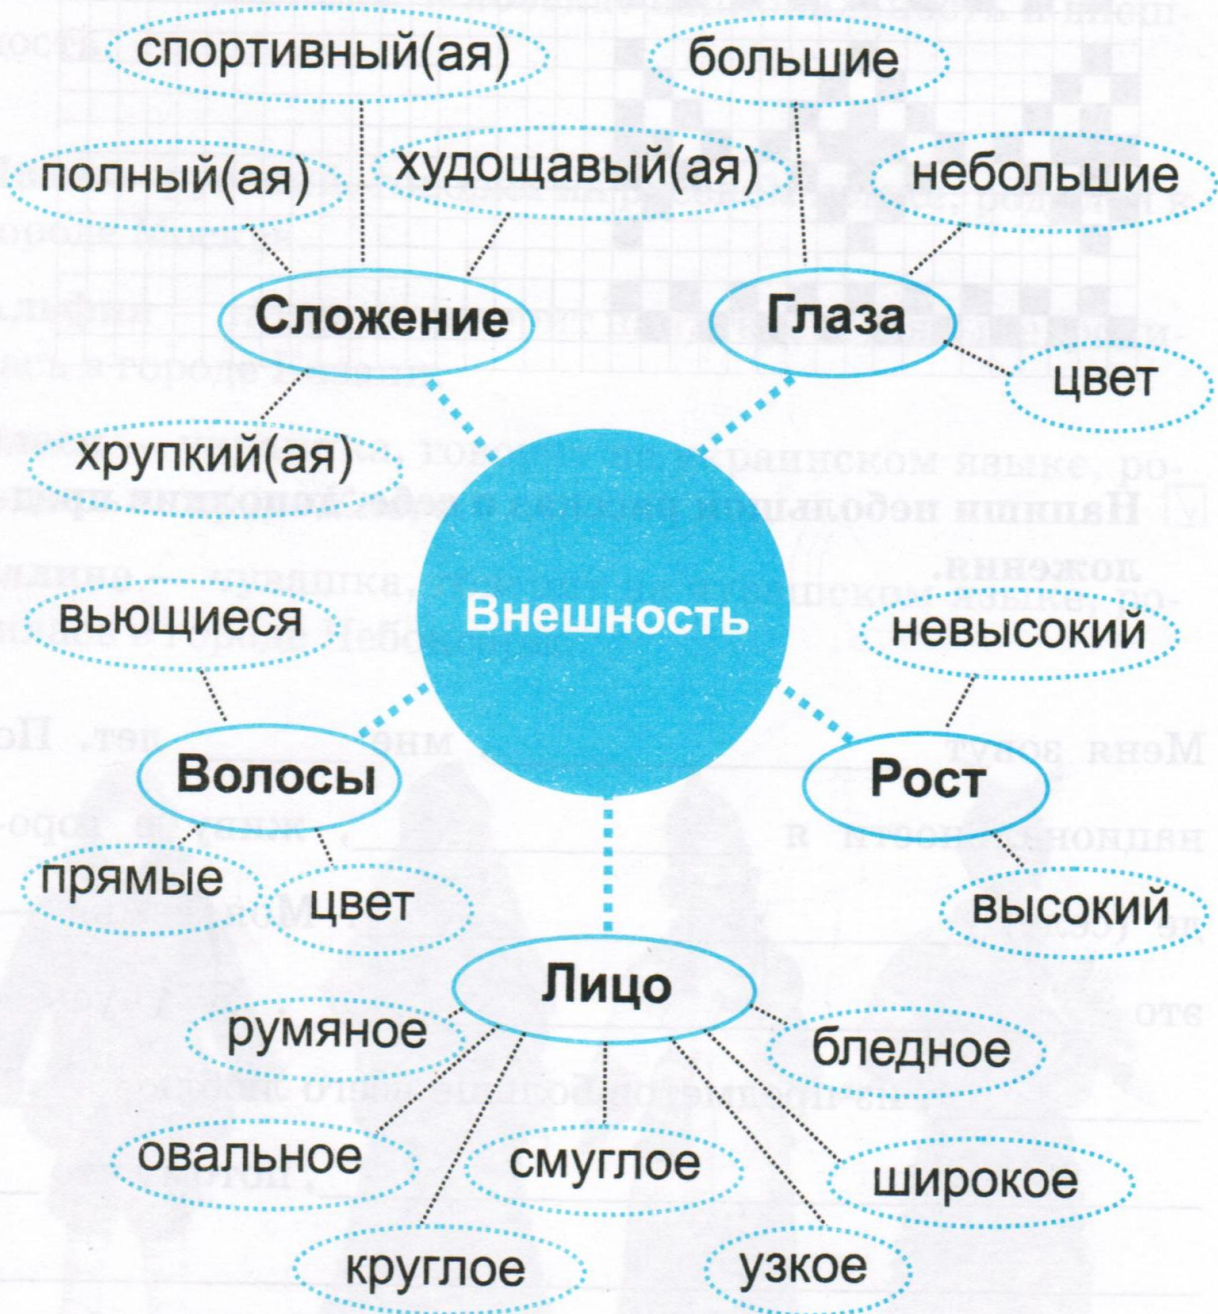 спортивный(ая)
большие
полный(ая)
худощавый(ая)
небольшие
Сложение
Глаза
цвет
хрупкий(ая)
Внешность
вьющиеся
невысокий
Волосы
Рост
прямые
цвет
высокий
Лицо
румяное
бледное
овальное
смуглое
широкое
круглое
узкое